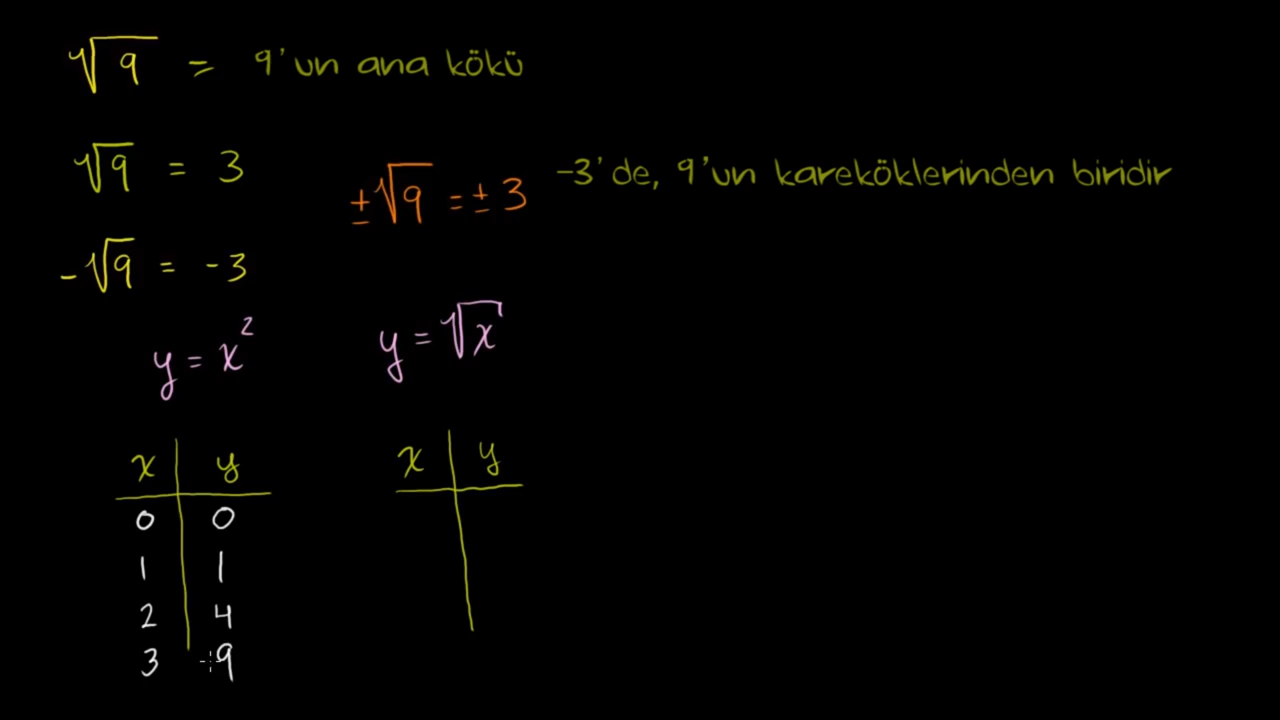 √9 = 9'un ana kökü
√9 = 3
±√9 = ±3
-3'de, 9'un kareköklerinden biridir
-√9 = -3
y = x²
y = √x
x y
0 0
1 1
2 4
3 9
x y